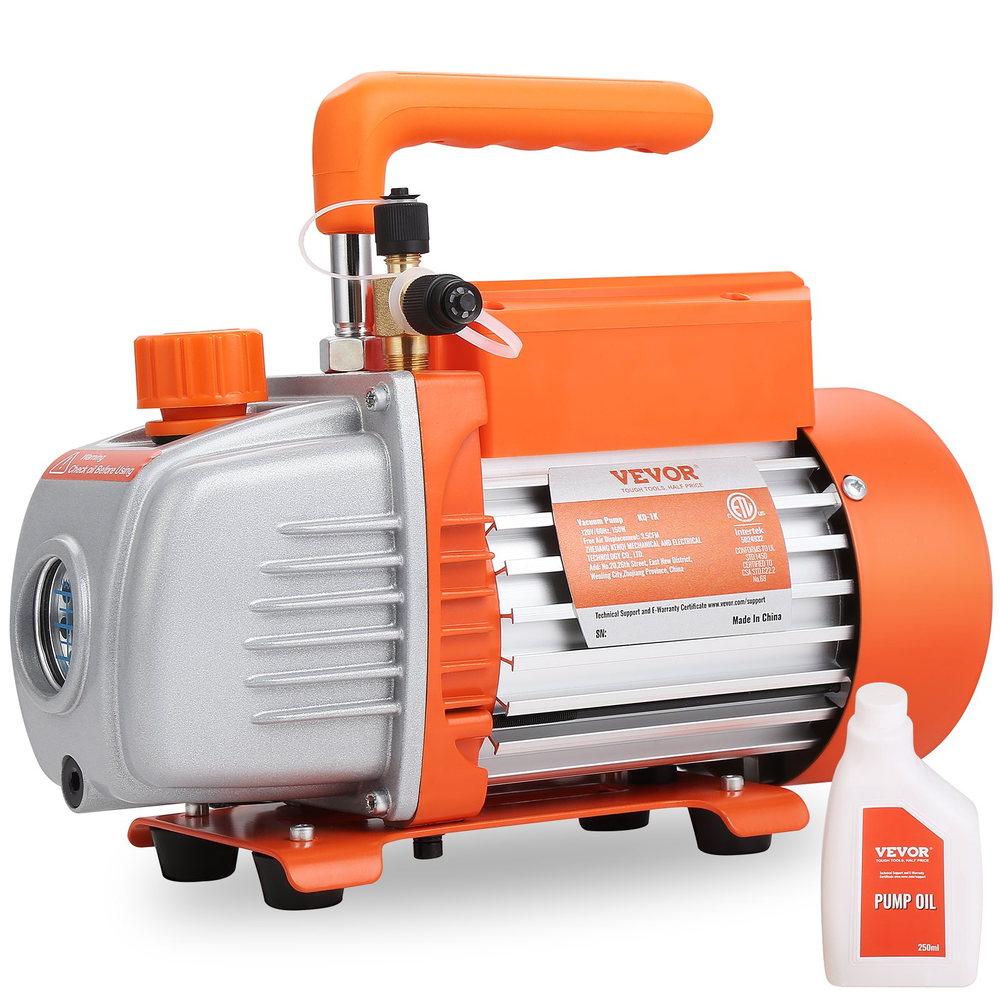 Warning
Check oil Before Using
VEVOR®
TOUGH TOOLS, HALF PRICE
Vacuum Pump KQ-1K
120V/60Hz, 150W
Free Air Displacement: 3.5CFM
ZHEJIANG KENQI MECHANICAL AND ELECTRICAL
TECHNOLOGY CO., LTD.
Add: No.20,26th Street, East New District,
Wenling City,Zhejiang Province, China
ETL
C US
Intertek
5024932
CONFORMS TO UL
STD.1450
CERTIFIED TO
CSA STD.C22.2
No.68
Technical Support and E-Warranty Certificate www.vevor.com/support
Made In China
SN:
VEVOR®
TOUGH TOOLS, HALF PRICE
Technical Support and E-Warranty
Certificate www.vevor.com/support
PUMP OIL
250ml